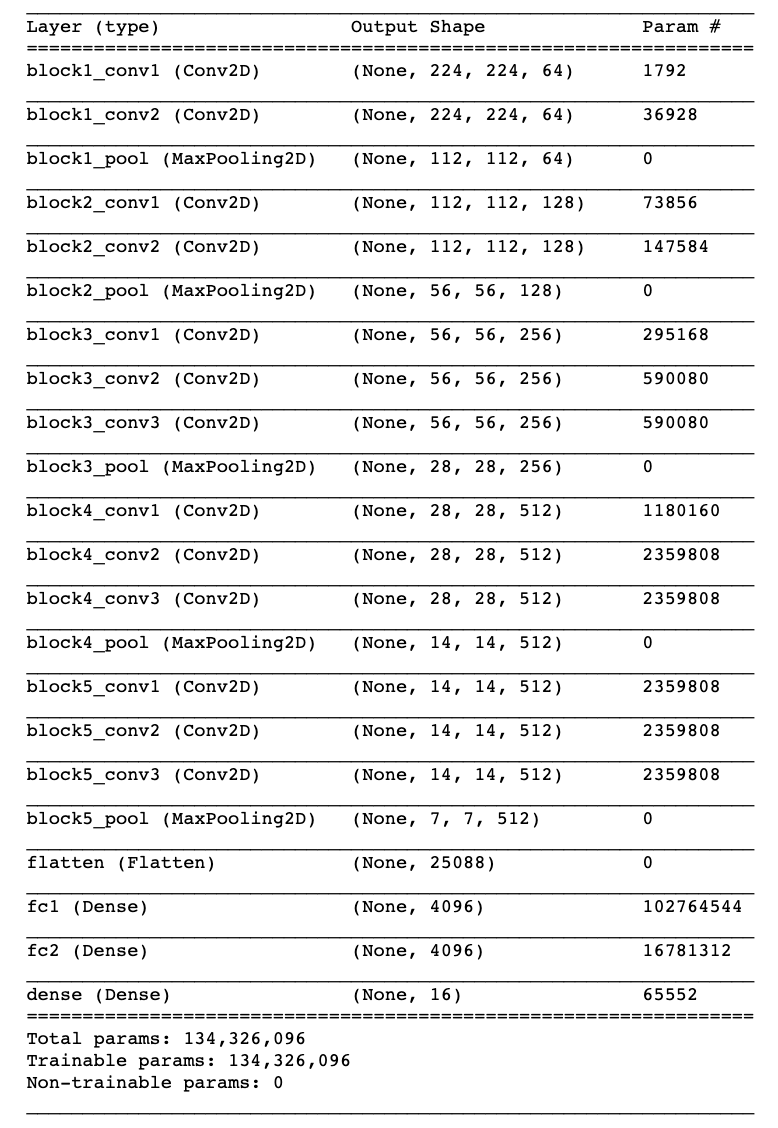 Layer (type) Output Shape Param #
block1_conv1 (Conv2D) (None, 224, 224, 64) 1792
block1_conv2 (Conv2D) (None, 224, 224, 64) 36928
block1_pool (MaxPooling2D) (None, 112, 112, 64) 0
block2_conv1 (Conv2D) (None, 112, 112, 128) 73856
block2_conv2 (Conv2D) (None, 112, 112, 128) 147584
block2_pool (MaxPooling2D) (None, 56, 56, 128) 0
block3_conv1 (Conv2D) (None, 56, 56, 256) 295168
block3_conv2 (Conv2D) (None, 56, 56, 256) 590080
block3_conv3 (Conv2D) (None, 56, 56, 256) 590080
block3_pool (MaxPooling2D) (None, 28, 28, 256) 0
block4_conv1 (Conv2D) (None, 28, 28, 512) 1180160
block4_conv2 (Conv2D) (None, 28, 28, 512) 2359808
block4_conv3 (Conv2D) (None, 28, 28, 512) 2359808
block4_pool (MaxPooling2D) (None, 14, 14, 512) 0
block5_conv1 (Conv2D) (None, 14, 14, 512) 2359808
block5_conv2 (Conv2D) (None, 14, 14, 512) 2359808
block5_conv3 (Conv2D) (None, 14, 14, 512) 2359808
block5_pool (MaxPooling2D) (None, 7, 7, 512) 0
flatten (Flatten) (None, 25088) 0
fc1 (Dense) (None, 4096) 102764544
fc2 (Dense) (None, 4096) 16781312
dense (Dense) (None, 16) 65552
Total params: 134,326,096
Trainable params: 134,326,096
Non-trainable params: 0